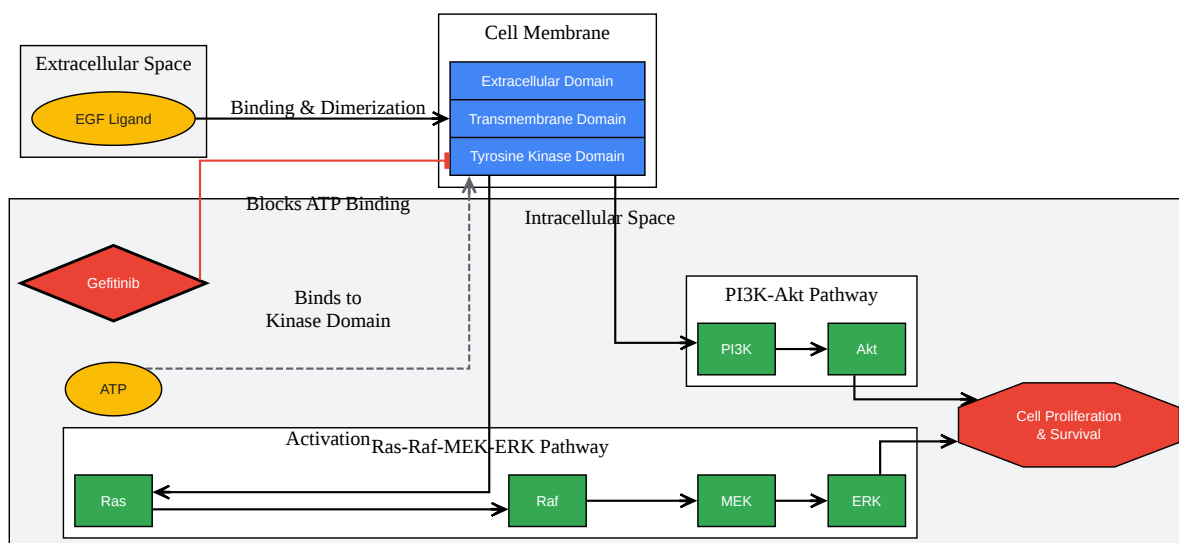 Cell Membrane
Extracellular Space
Extracellular Domain
EGF Ligand
Binding & Dimerization
Transmembrane Domain
Tyrosine Kinase Domain
Blocks ATP Binding
Intracellular Space
Gefitinib
Binds to
Kinase Domain
PI3K-Akt Pathway
PI3K
Akt
ATP
Cell Proliferation
& Survival
Activation
Ras-Raf-MEK-ERK Pathway
Ras
Raf
MEK
ERK